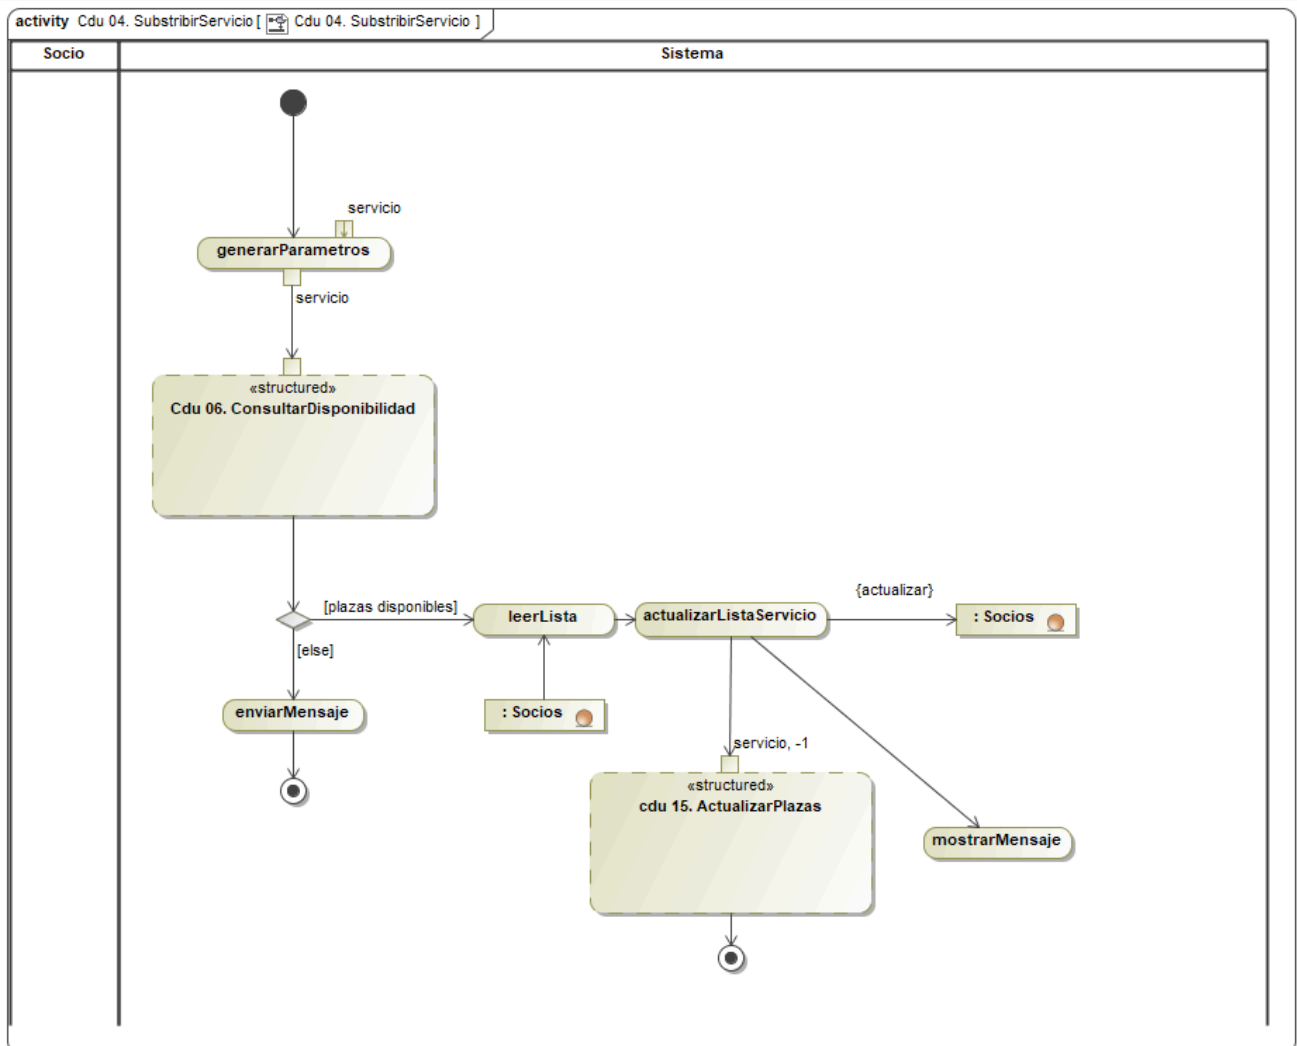 activity Cdu 04. SubstribirServicio [ Cdu 04. SubstribirServicio ]
Socio
Sistema
servicio
generarParametros
servicio
«structured»
Cdu 06. ConsultarDisponibilidad
[plazas disponibles]
leerLista
actualizarListaServicio
{actualizar}
: Socios
[else]
enviarMensaje
: Socios
servicio, -1
«structured»
cdu 15. ActualizarPlazas
mostrarMensaje